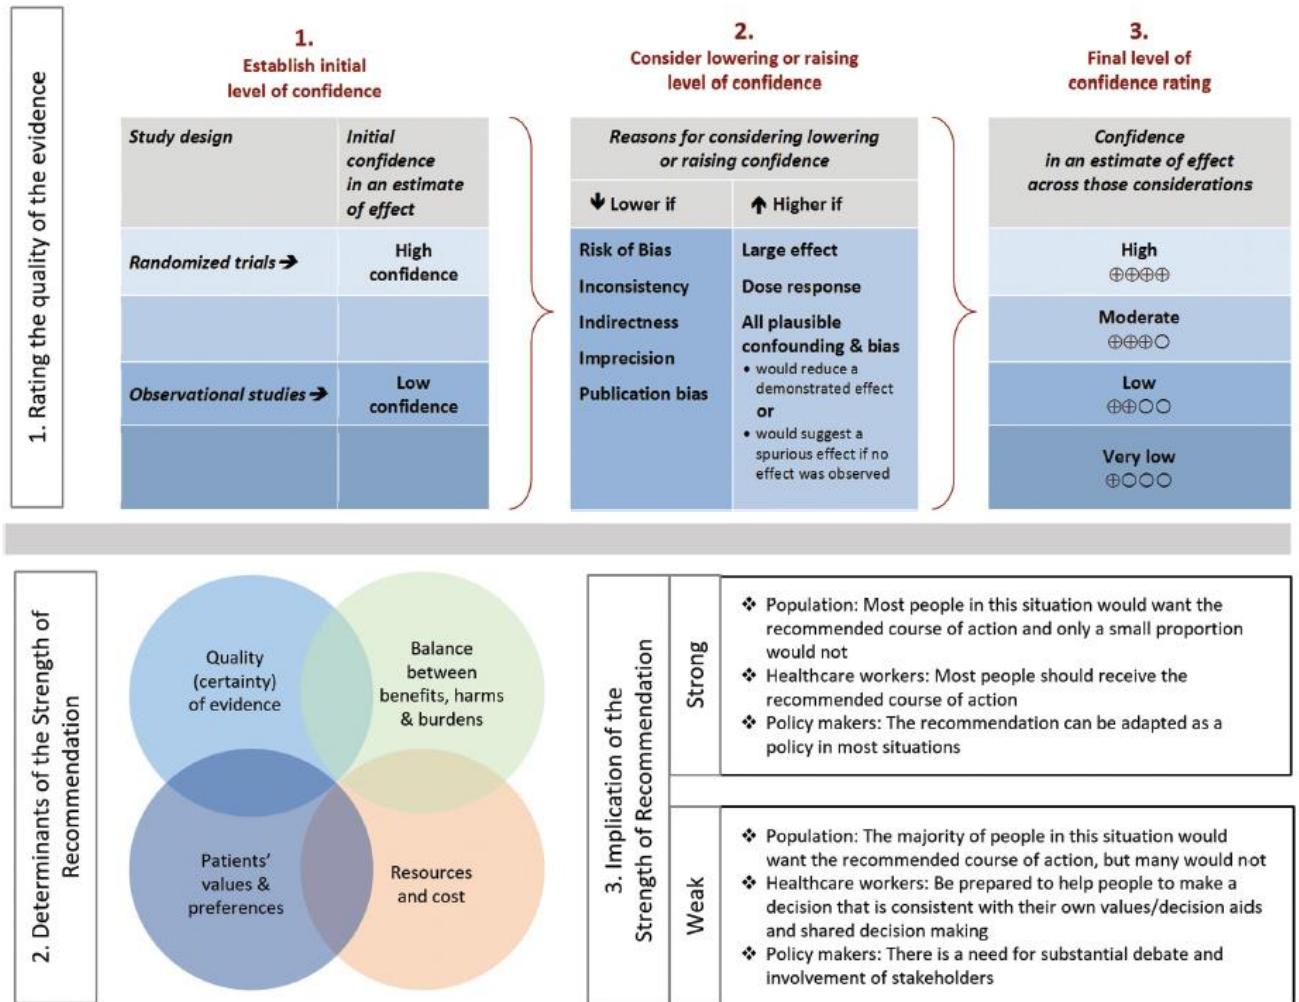 1. Rating the quality of the evidence
1.
Establish initial
level of confidence
2.
Consider lowering or raising
level of confidence
3.
Final level of
confidence rating
Study design
Initial
confidence
in an estimate
of effect
Randomized trials ➔
High
confidence
Observational studies ➔
Low
confidence
Reasons for considering lowering
or raising confidence
🡻 Lower if
🡹 Higher if
Risk of Bias
Inconsistency
Indirectness
Imprecision
Publication bias
Large effect
Dose response
All plausible
confounding & bias
• would reduce a
demonstrated effect
or
• would suggest a
spurious effect if no
effect was observed
Confidence
in an estimate of effect
across those considerations
High
⊕⊕⊕⊕
Moderate
⊕⊕⊕○
Low
⊕⊕○○
Very low
⊕○○○
2. Determinants of the Strength of
Recommendation
Quality
(certainty)
of evidence
Balance
between
benefits, harms
& burdens
Patients'
values &
preferences
Resources
and cost
3. Implication of the
Strength of Recommendation
Strong
❖ Population: Most people in this situation would want the
recommended course of action and only a small proportion
would not
❖ Healthcare workers: Most people should receive the
recommended course of action
❖ Policy makers: The recommendation can be adapted as a
policy in most situations
Weak
❖ Population: The majority of people in this situation would
want the recommended course of action, but many would not
❖ Healthcare workers: Be prepared to help people to make a
decision that is consistent with their own values/decision aids
and shared decision making
❖ Policy makers: There is a need for substantial debate and
involvement of stakeholders